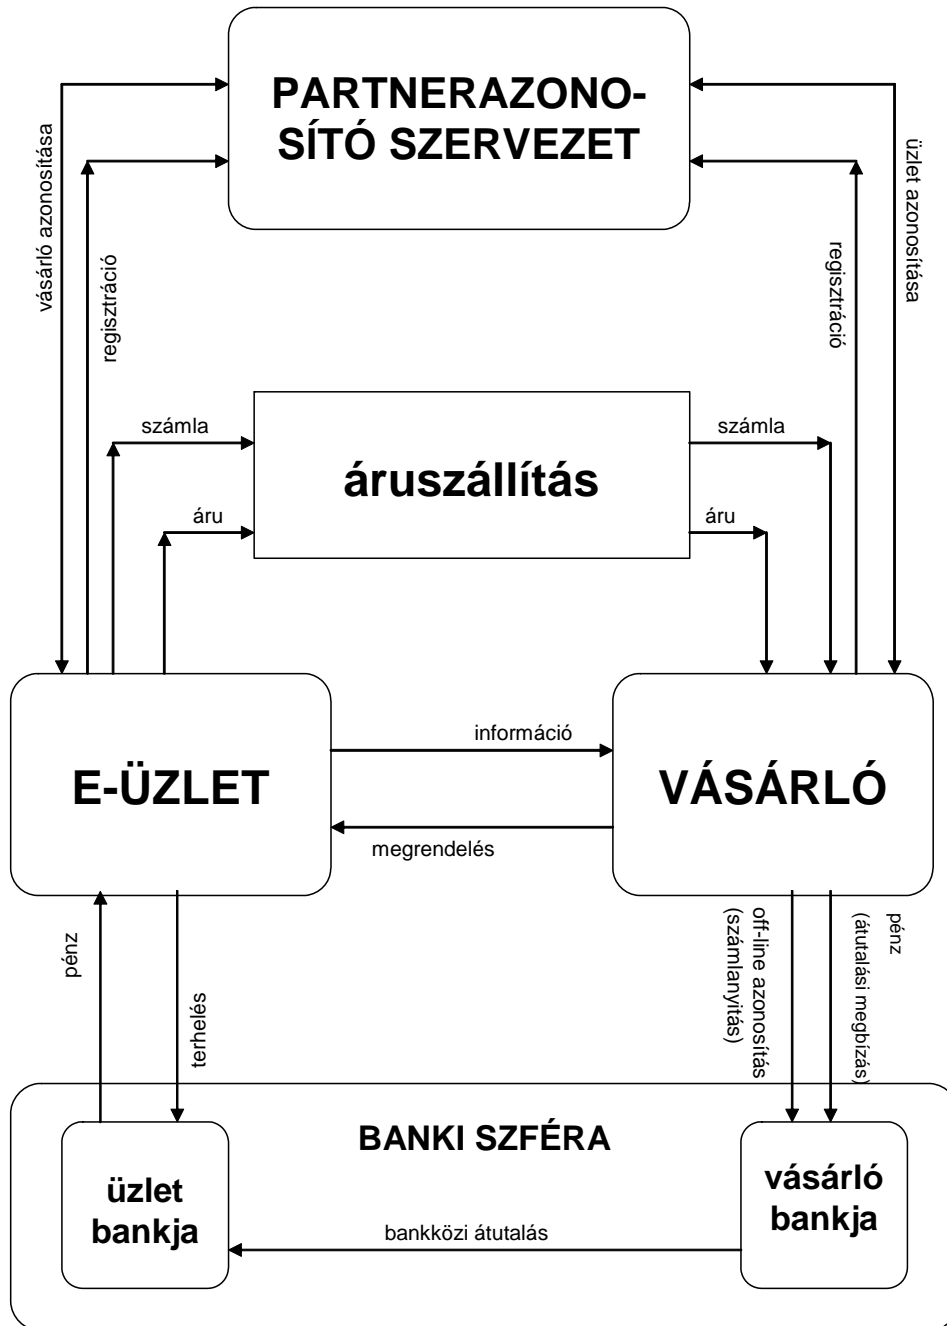 PARTNERAZONO-
SÍTÓ SZERVEZET
vásárló azonosítása
regisztráció
regisztráció
üzlet azonosítása
számla
áruszállítás
számla
áru
áru
E-ÜZLET
információ
megrendelés
VÁSÁRLÓ
pénz
terhelés
off-line azonosítás
(számlanyitás)
pénz
(átutalási megbízás)
BANKI SZFÉRA
üzlet
bankja
bankközi átutalás
vásárló
bankja